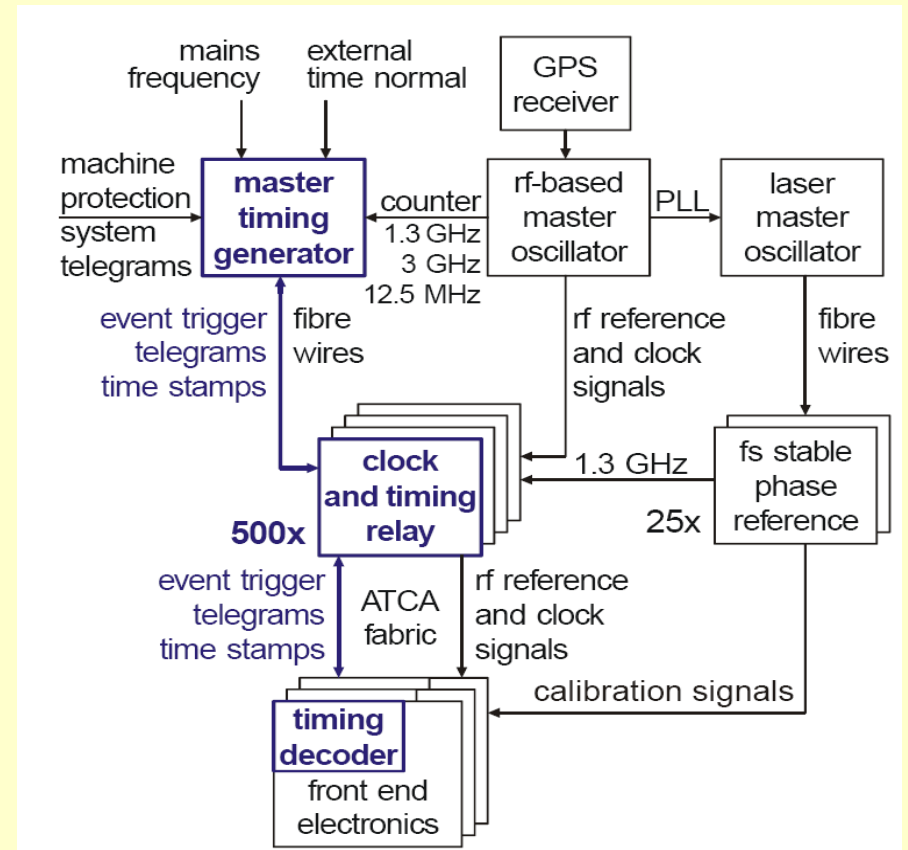 mains
frequency
external
time normal
GPS
receiver
machine
protection
system
telegrams
master
timing
generator
counter
1.3 GHz
3 GHz
12.5 MHz
rf-based
master
oscillator
PLL
laser
master
oscillator
event trigger
telegrams
time stamps
fibre
wires
rf reference
and clock
signals
fibre
wires
clock
and timing
relay
500x
1.3 GHz
fs stable
phase
reference
25x
event trigger
telegrams
time stamps
ATCA
fabric
rf reference
and clock
signals
calibration signals
timing
decoder
front end
electronics